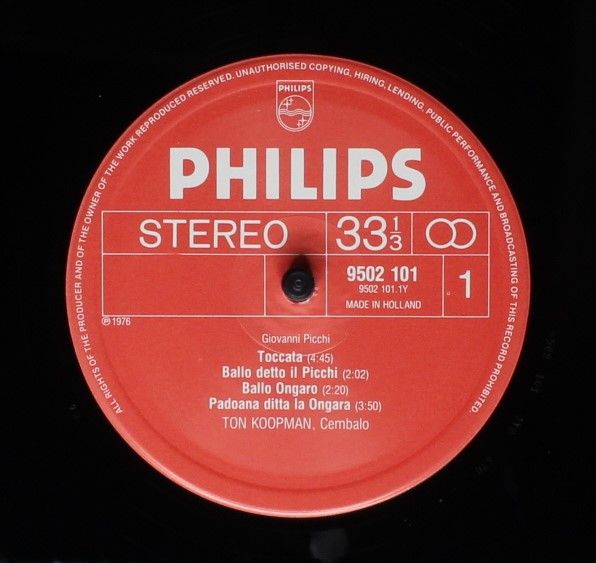 ALL RIGHTS OF THE PRODUCER AND OF THE OWNER OF THE WORK REPRODUCED RESERVED. UNAUTHORISED COPYING, HIRING, LENDING, PUBLIC PERFORMANCE AND BROADCASTING OF THIS RECORD PROHIBITED.
PHILIPS
PHILIPS
STEREO 33 1/3
9502 101
9502 101.1Y
MADE IN HOLLAND
1
℗ 1976
Giovanni Picchi
Toccata (4:45)
Ballo detto il Picchi (2:02)
Ballo Ongaro (2:20)
Padoana ditta la Ongara (3:50)
TON KOOPMAN, Cembalo